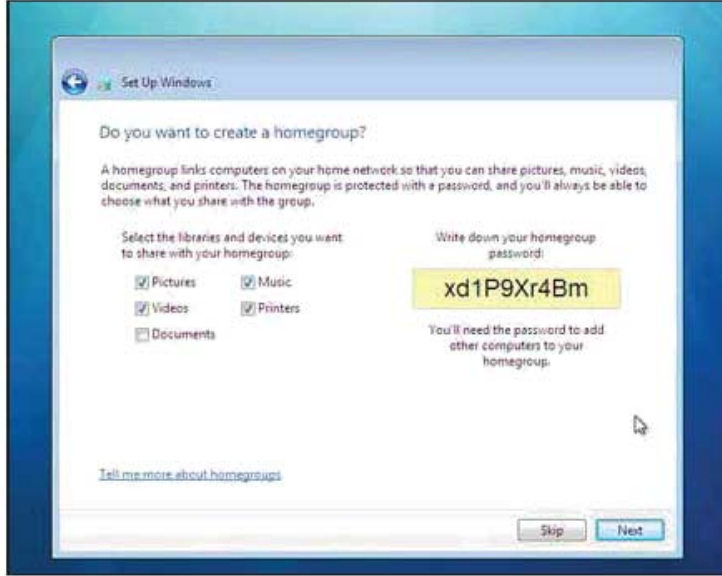 Set Up Windows
Do you want to create a homegroup?
A homegroup links computers on your home network so that you can share pictures, music, videos,
documents, and printers. The homegroup is protected with a password, and you'll always be able to
choose what you share with the group.
Select the libraries and devices you want
to share with your homegroup:
Pictures
Music
Videos
Printers
Documents
Write down your homegroup
password:
xd1P9Xr4Bm
You'll need the password to add
other computers to your
homegroup.
Tell me more about homegroups
Skip
Next